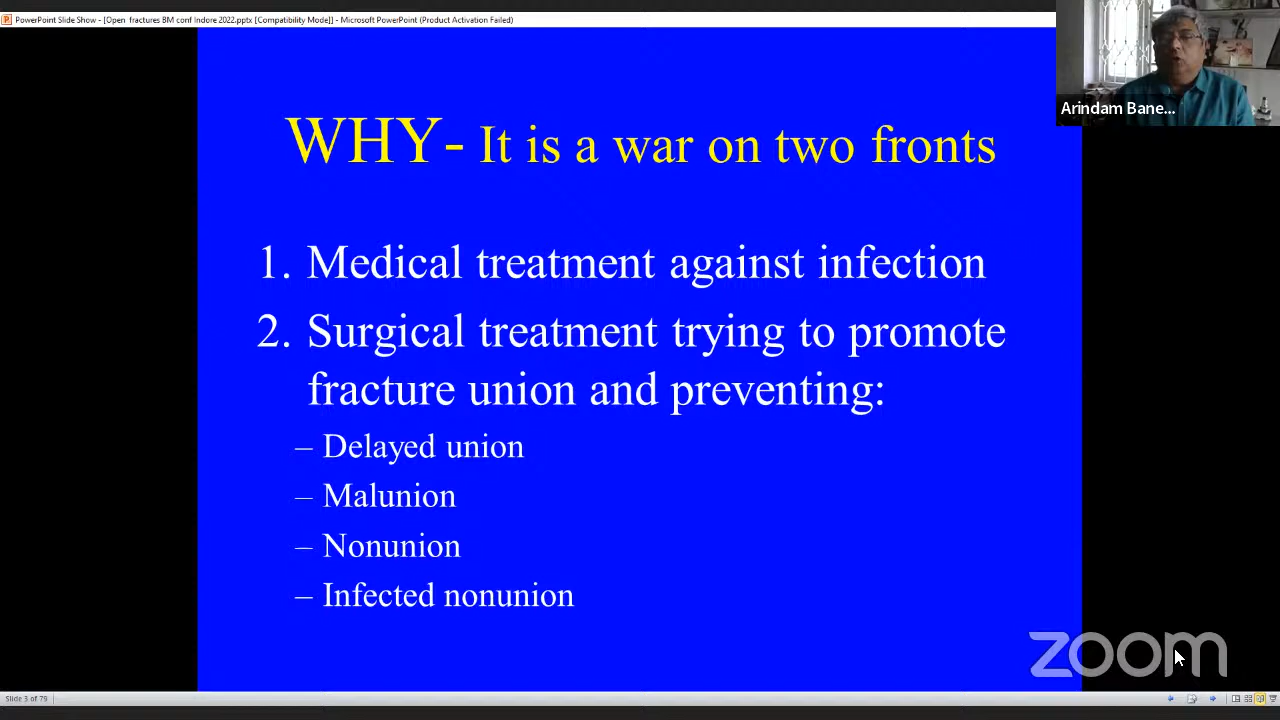 PowerPoint Slide Show - [Open  fractures BM conf Indore 2022.pptx [Compatibility Mode]] - Microsoft PowerPoint (Product Activation Failed)
Arindam Bane...
WHY- It is a war on two fronts
1. Medical treatment against infection
2. Surgical treatment trying to promote
fracture union and preventing:
– Delayed union
– Malunion
– Nonunion
– Infected nonunion
zoom
Slide 3 of 79